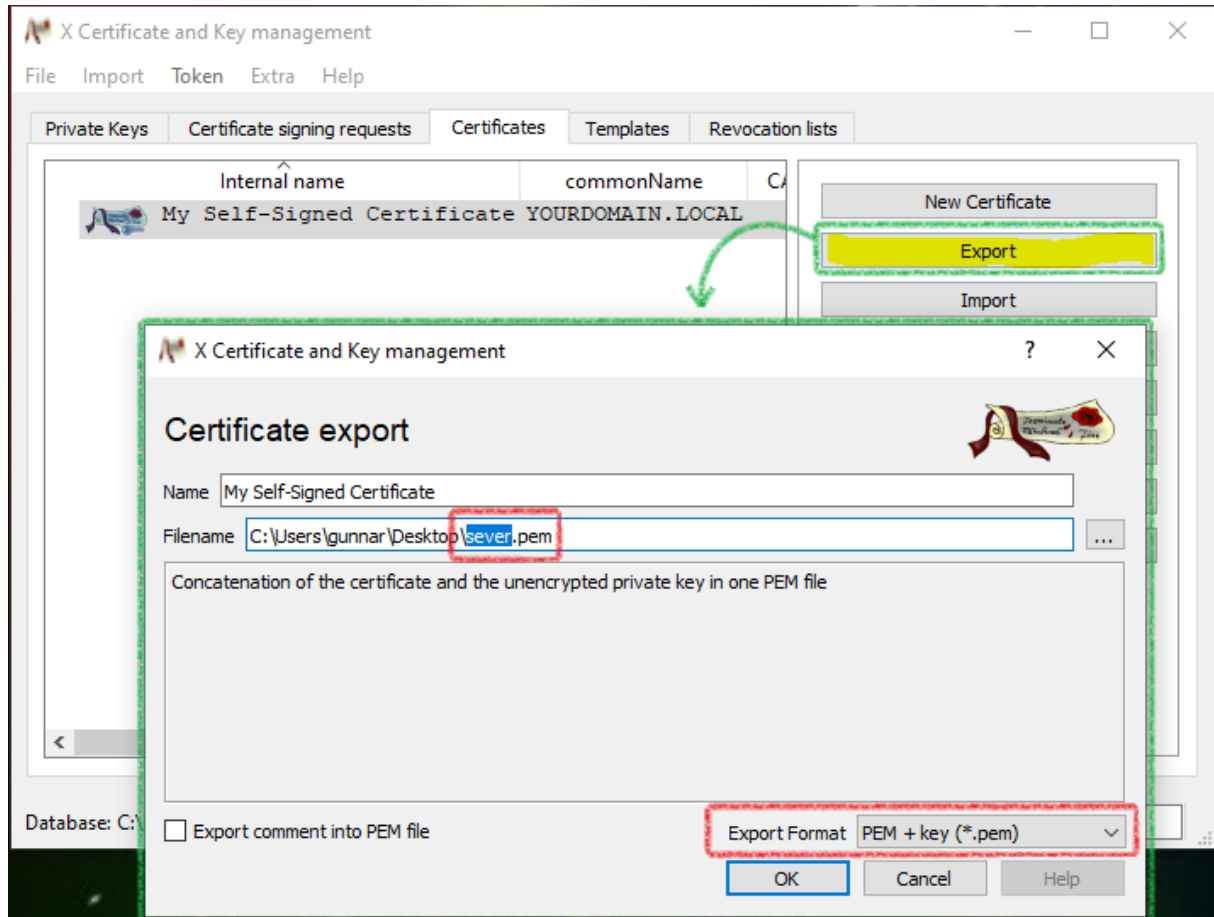 X Certificate and Key management
File Import Token Extra Help
Private Keys Certificate signing requests Certificates Templates Revocation lists
Internal name commonName CA
My Self-Signed Certificate YOURDOMAIN.LOCAL
New Certificate
Export
Import
X Certificate and Key management
Certificate export
Name My Self-Signed Certificate
Filename C:\Users\gunnar\Desktop\sever.pem ...
Concatenation of the certificate and the unencrypted private key in one PEM file
Database: C:\
Export comment into PEM file Export Format PEM + key (*.pem)
OK Cancel Help